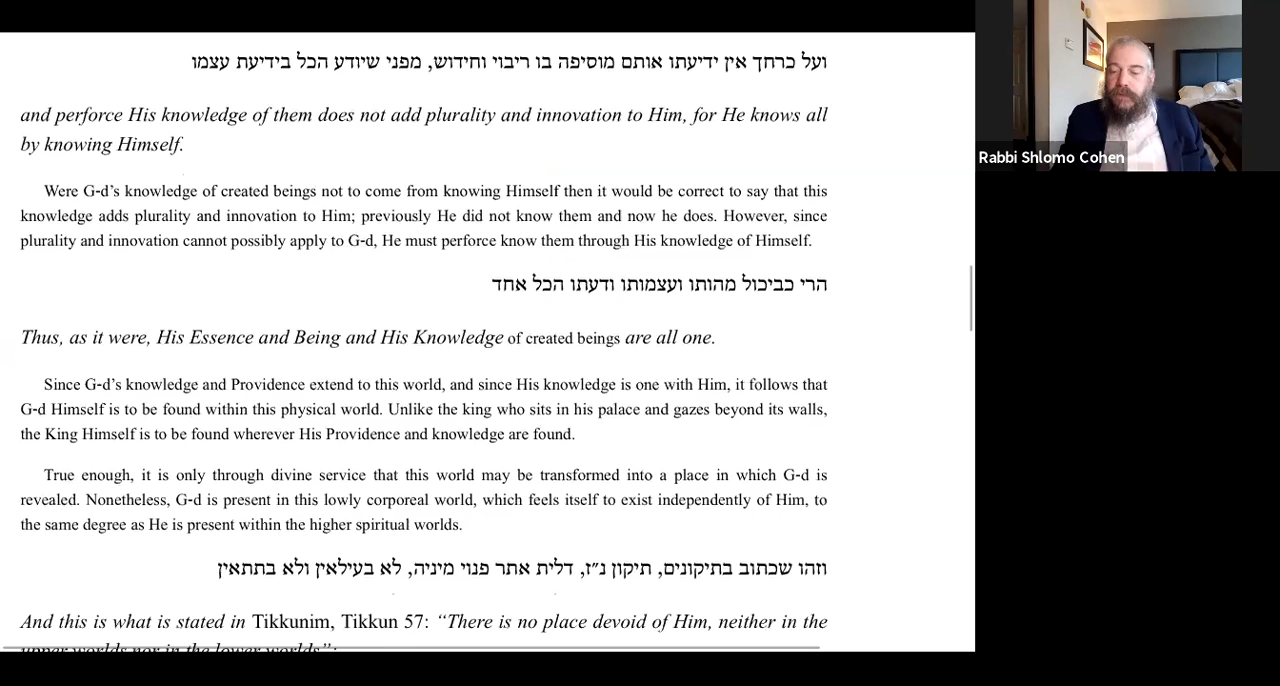 ועל כרחך אין ידיעתו אותם מוסיפה בו ריבוי וחידוש, מפני שיודע הכל בידיעת עצמו
and perforce His knowledge of them does not add plurality and innovation to Him, for He knows all
by knowing Himself.
Were G-d’s knowledge of created beings not to come from knowing Himself then it would be correct to say that this
knowledge adds plurality and innovation to Him; previously He did not know them and now he does. However, since
plurality and innovation cannot possibly apply to G-d, He must perforce know them through His knowledge of Himself.
הרי כביכול מהותו ועצמותו ודעתו הכל אחד
Thus, as it were, His Essence and Being and His Knowledge of created beings are all one.
Since G-d’s knowledge and Providence extend to this world, and since His knowledge is one with Him, it follows that
G-d Himself is to be found within this physical world. Unlike the king who sits in his palace and gazes beyond its walls,
the King Himself is to be found wherever His Providence and knowledge are found.
True enough, it is only through divine service that this world may be transformed into a place in which G-d is
revealed. Nonetheless, G-d is present in this lowly corporeal world, which feels itself to exist independently of Him, to
the same degree as He is present within the higher spiritual worlds.
וזהו שכתוב בתיקונים, תיקון נ״ז, דלית אתר פנוי מיניה, לא בעילאין ולא בתתאין
And this is what is stated in Tikkunim, Tikkun 57: “There is no place devoid of Him, neither in the
upper worlds nor in the lower worlds”;
Rabbi Shlomo Cohen